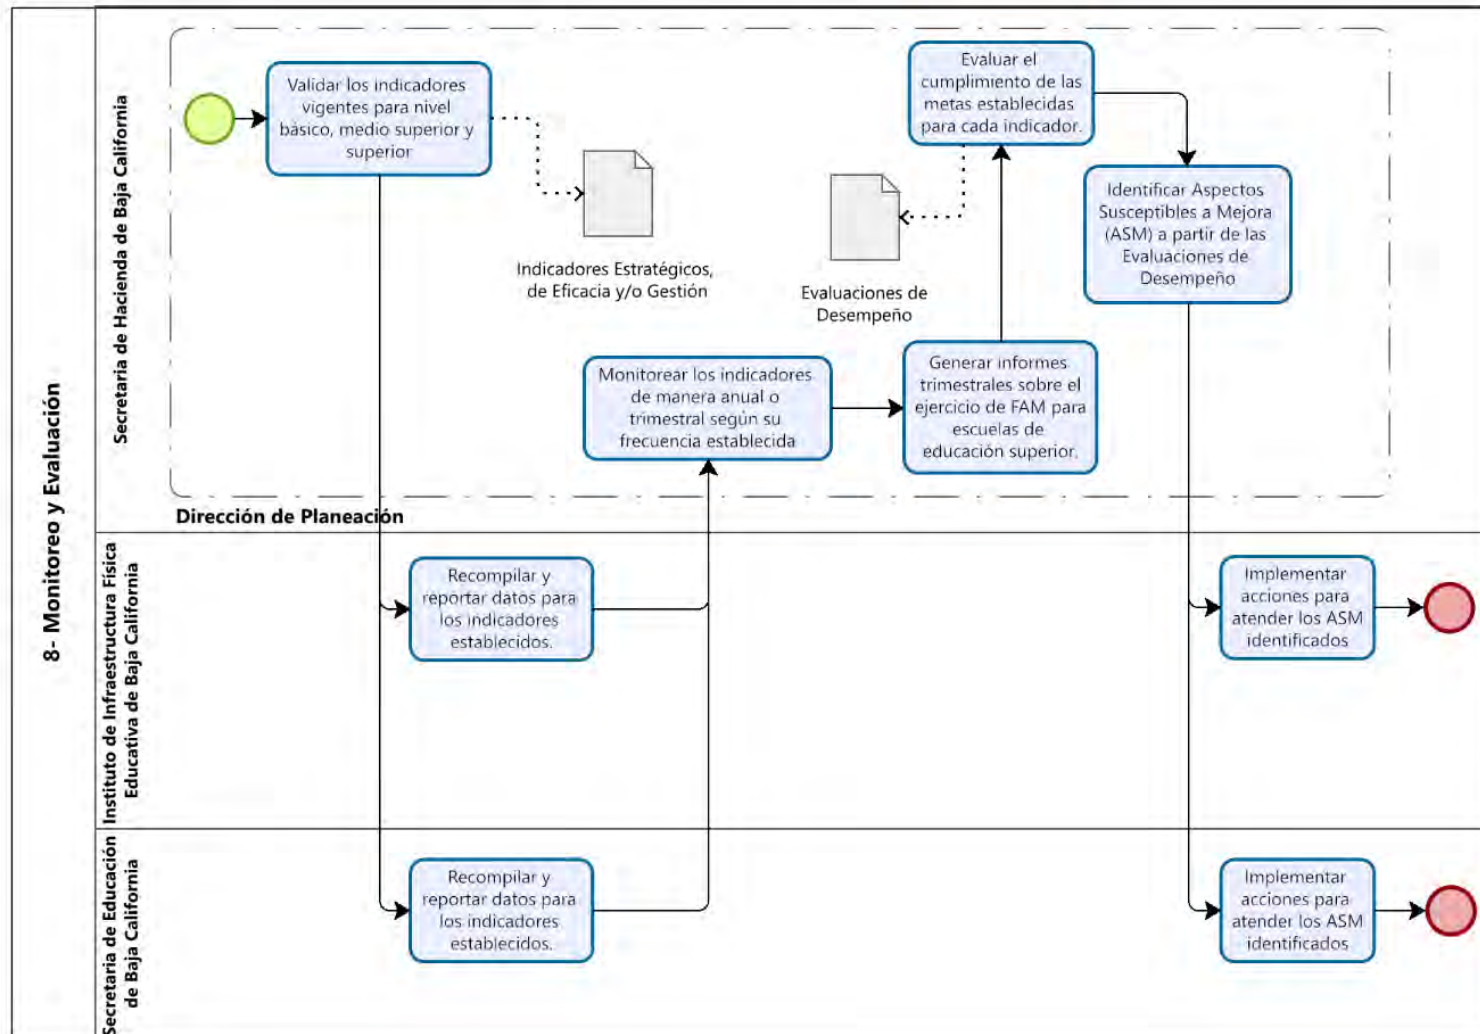 8- Monitoreo y Evaluación
Secretaria de Hacienda de Baja California
Validar los indicadores
vigentes para nivel
básico, medio superior y
superior
Indicadores Estratégicos,
de Eficacia y/o Gestión
Evaluar el
cumplimiento de las
metas establecidas
para cada indicador.
Evaluaciones de
Desempeño
Identificar Aspectos
Susceptibles a Mejora
(ASM) a partir de las
Evaluaciones de
Desempeño
Monitorear los indicadores
de manera anual o
trimestral según su
frecuencia establecida
Generar informes
trimestrales sobre el
ejercicio de FAM para
escuelas de
educación superior.
Dirección de Planeación
Instituto de Infraestructura Física
Educativa de Baja California
Recompilar y
reportar datos para
los indicadores
establecidos.
Implementar
acciones para
atender los ASM
identificados
Secretaria de Educación
de Baja California
Recompilar y
reportar datos para
los indicadores
establecidos.
Implementar
acciones para
atender los ASM
identificados